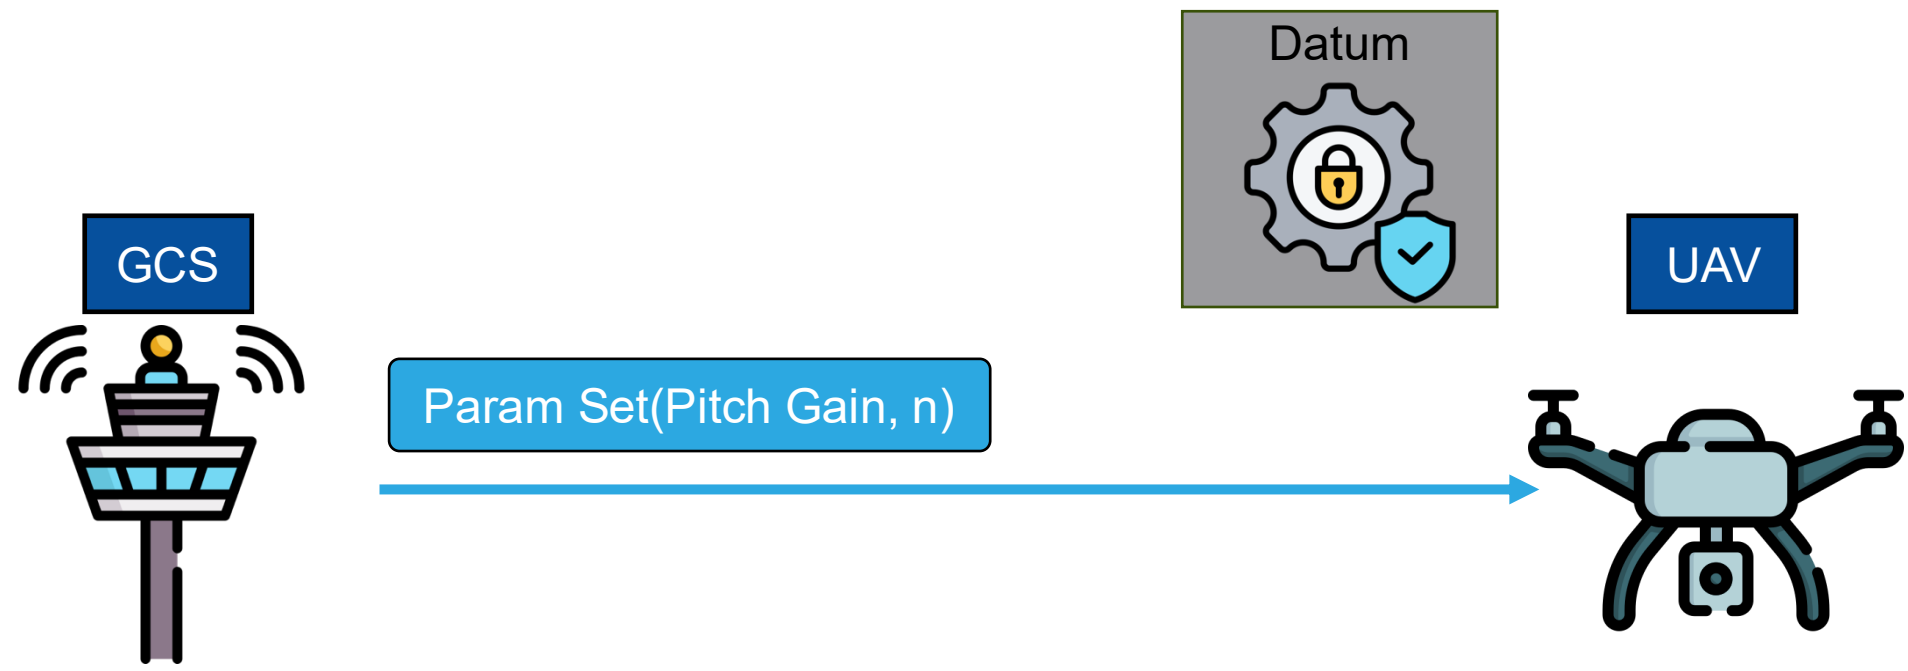 Datum
GCS
UAV
Param Set(Pitch Gain, n)